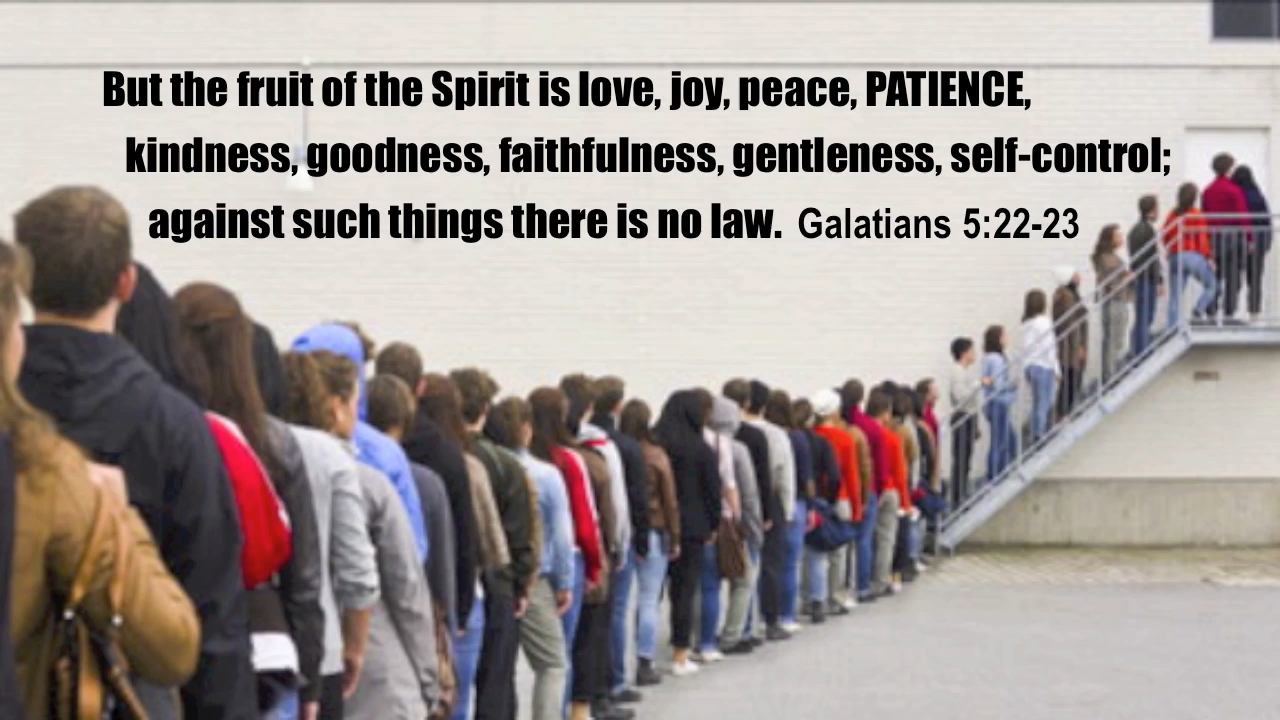 But the fruit of the Spirit is love, joy, peace, PATIENCE,
kindness, goodness, faithfulness, gentleness, self-control;
against such things there is no law. Galatians 5:22-23